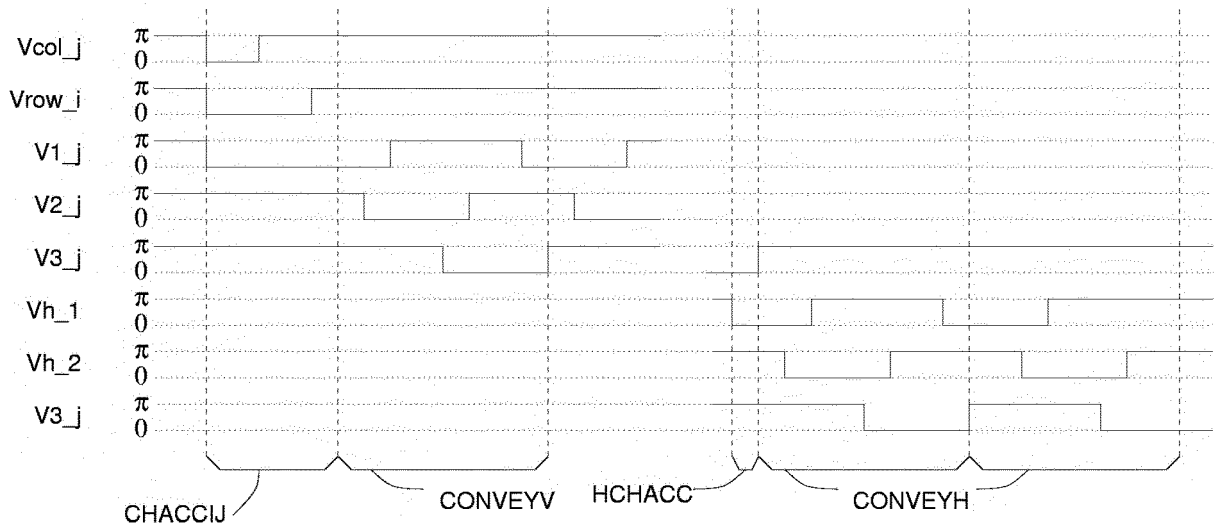 Vcol_j π
0
Vrow_i π
0
V1_j π
0
V2_j π
0
V3_j π
0
Vh_1 π
0
Vh_2 π
0
V3_j π
0
CHACCIJ CONVEYV HCHACC CONVEYH